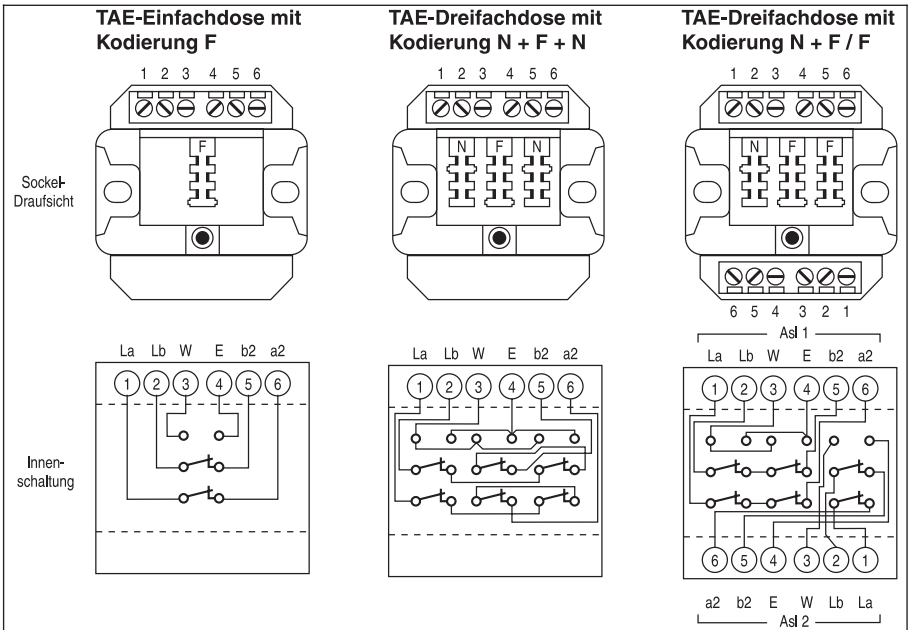 TAE-Einfachdose mit
Kodierung F
TAE-Dreifachdose mit
Kodierung N + F + N
TAE-Dreifachdose mit
Kodierung N + F / F
1 2 3 4 5 6
1 2 3 4 5 6
1 2 3 4 5 6
F
N F N
N F F
Sockel-
Draufsicht
6 5 4 3 2 1
Asl 1
La Lb W E b2 a2
La Lb W E b2 a2
La Lb W E b2 a2
1 2 3 4 5 6
1 2 3 4 5 6
1 2 3 4 5 6
Innen-
schaltung
6 5 4 3 2 1
a2 b2 E W Lb La
Asl 2